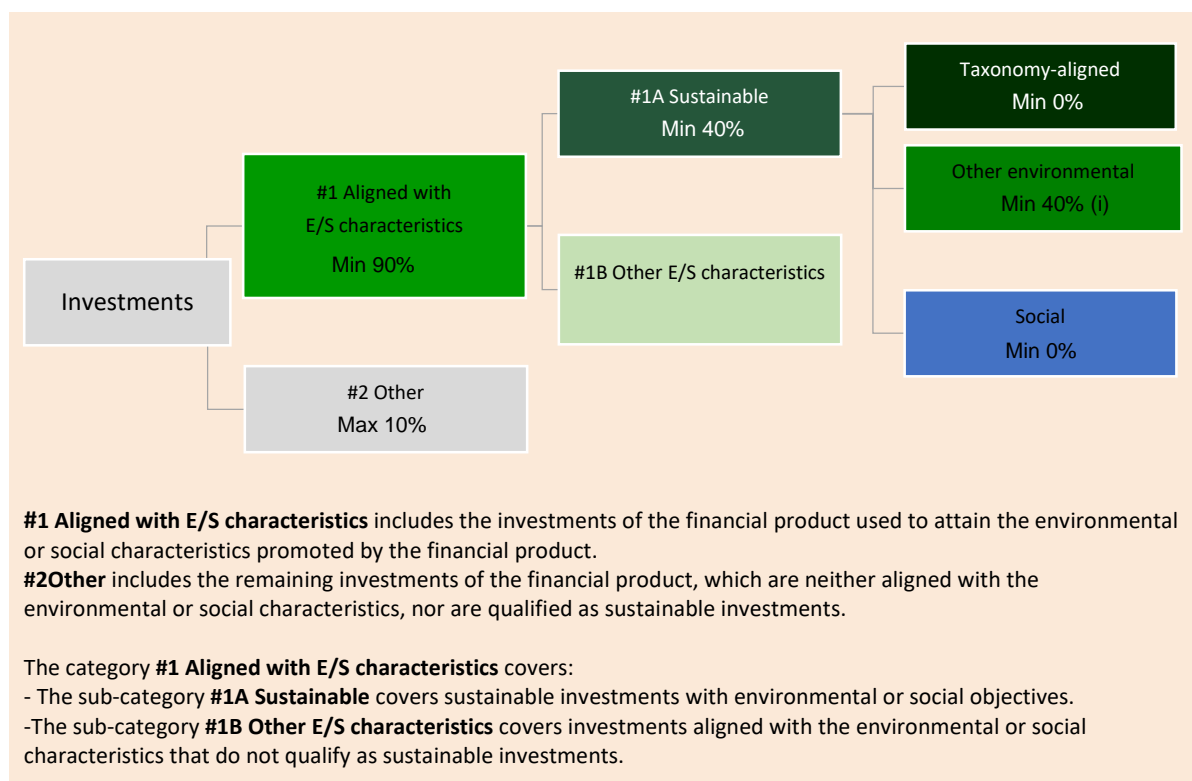 Investments
#1 Aligned with
E/S characteristics
Min 90%
#2 Other
Max 10%
#1A Sustainable
Min 40%
#1B Other E/S characteristics
Taxonomy-aligned
Min 0%
Other environmental
Min 40% (i)
Social
Min 0%
#1 Aligned with E/S characteristics includes the investments of the financial product used to attain the environmental
or social characteristics promoted by the financial product.
#2Other includes the remaining investments of the financial product, which are neither aligned with the
environmental or social characteristics, nor are qualified as sustainable investments.
The category #1 Aligned with E/S characteristics covers:
- The sub-category #1A Sustainable covers sustainable investments with environmental or social objectives.
-The sub-category #1B Other E/S characteristics covers investments aligned with the environmental or social
characteristics that do not qualify as sustainable investments.